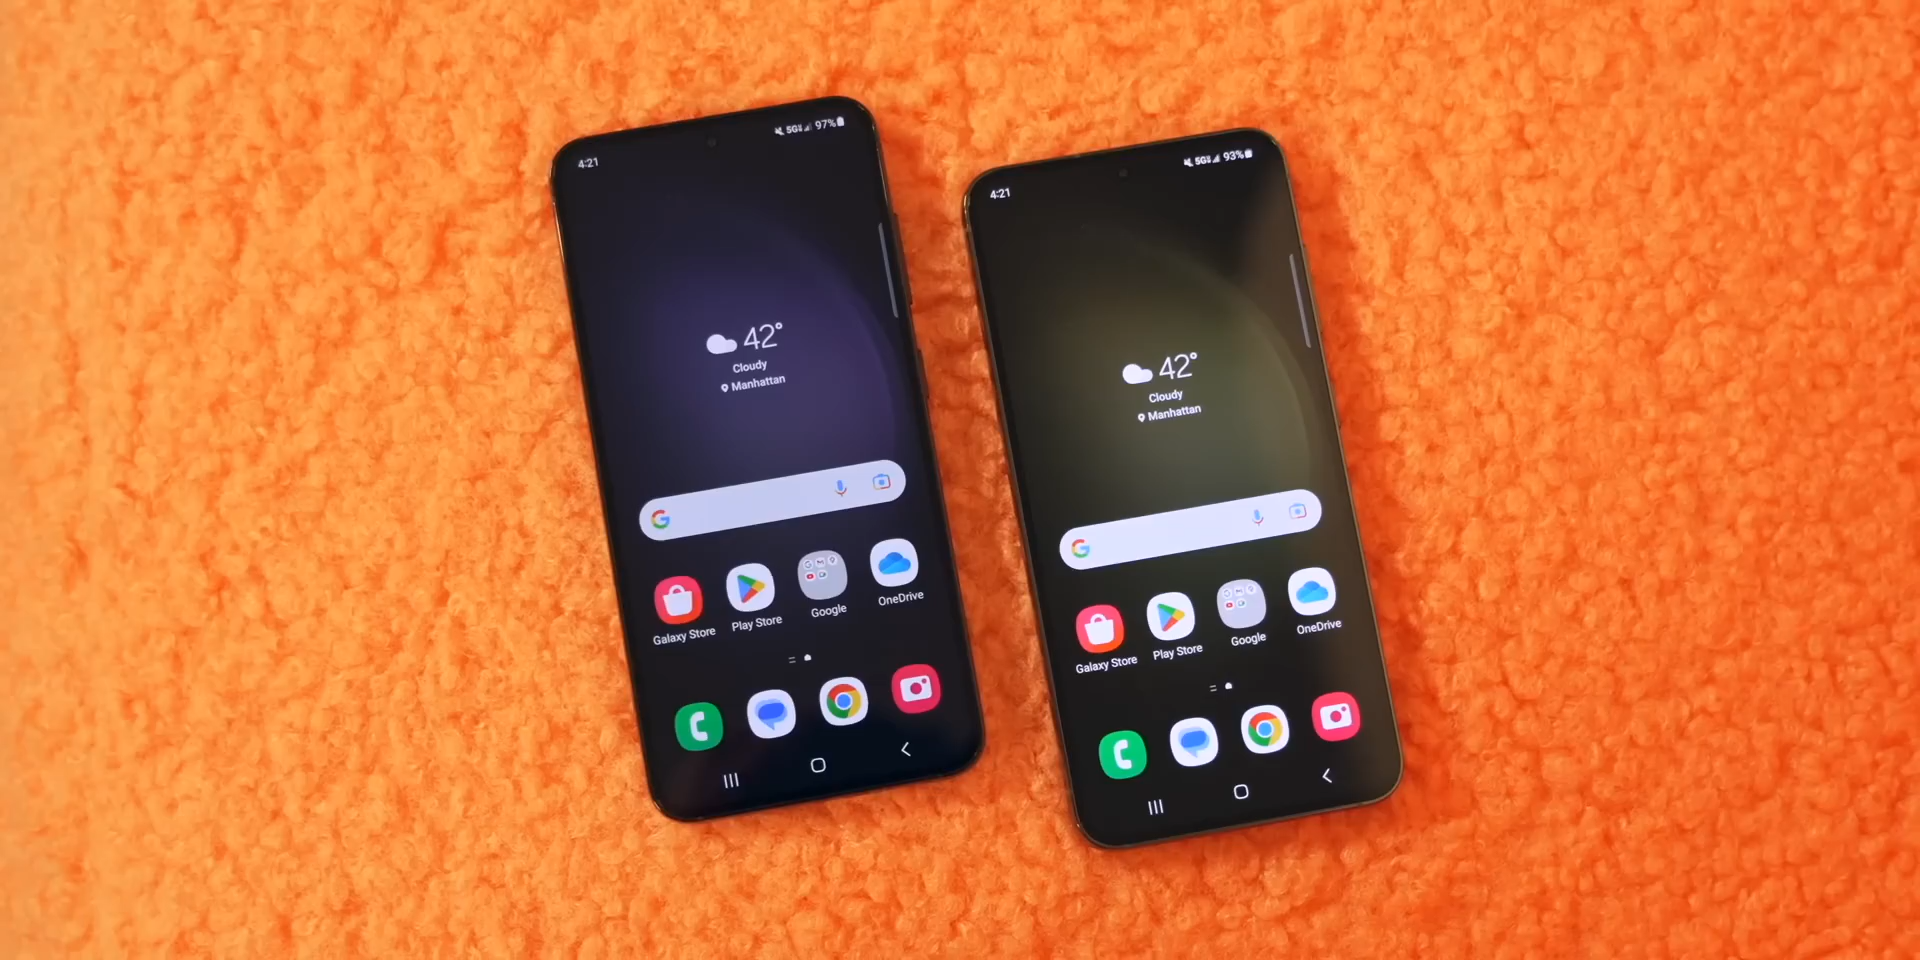 4:21
5G 97%
42°
Cloudy
Manhattan
G
Galaxy Store
Play Store
Google
OneDrive
4:21
5G 93%
42°
Cloudy
Manhattan
G
Galaxy Store
Play Store
Google
OneDrive